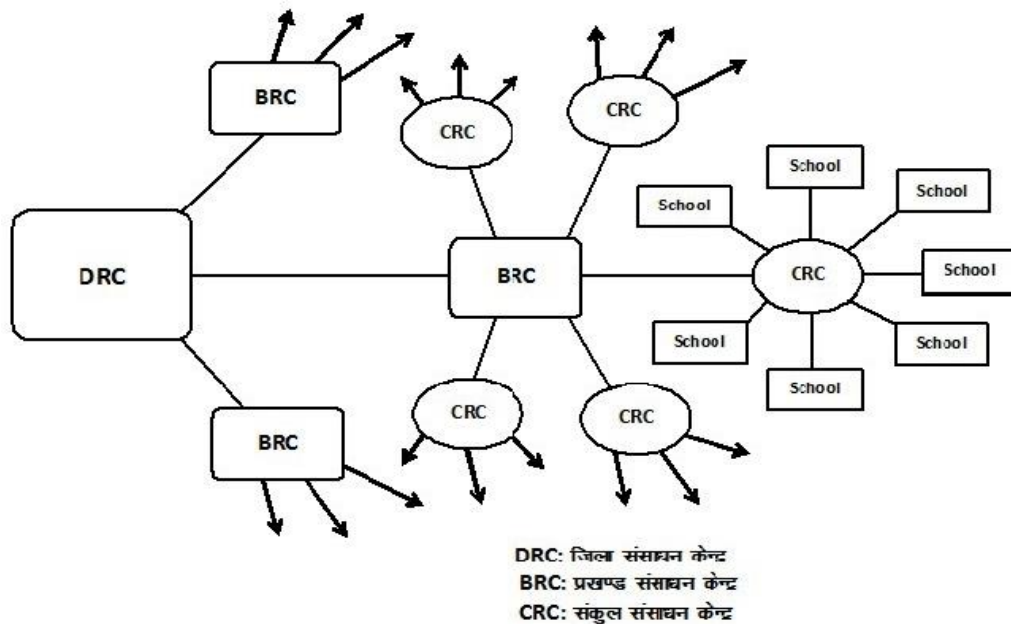 BRC
CRC
CRC
School
School
School
DRC
BRC
CRC
School
School
School
School
BRC
CRC
CRC
DRC: जिला संसाधन केन्द्र
BRC: प्रखण्ड संसाधन केन्द्र
CRC: संकुल संसाधन केन्द्र